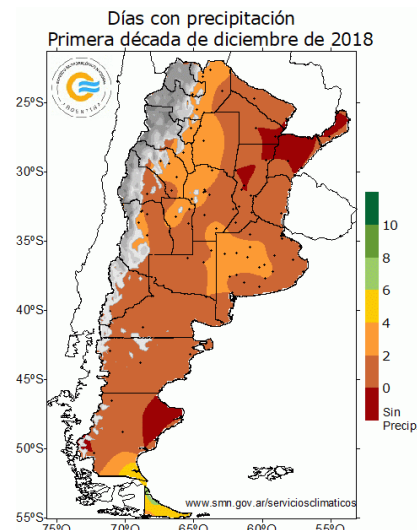 Días con precipitación
Primera década de diciembre de 2018
25°S
30°S
35°S
40°S
45°S
50°S
55°S
75°O
70°O
65°O
60°O
55°O
10
8
6
4
2
0
Sin
Precip
www.smn.gov.ar/serviciosclimaticos